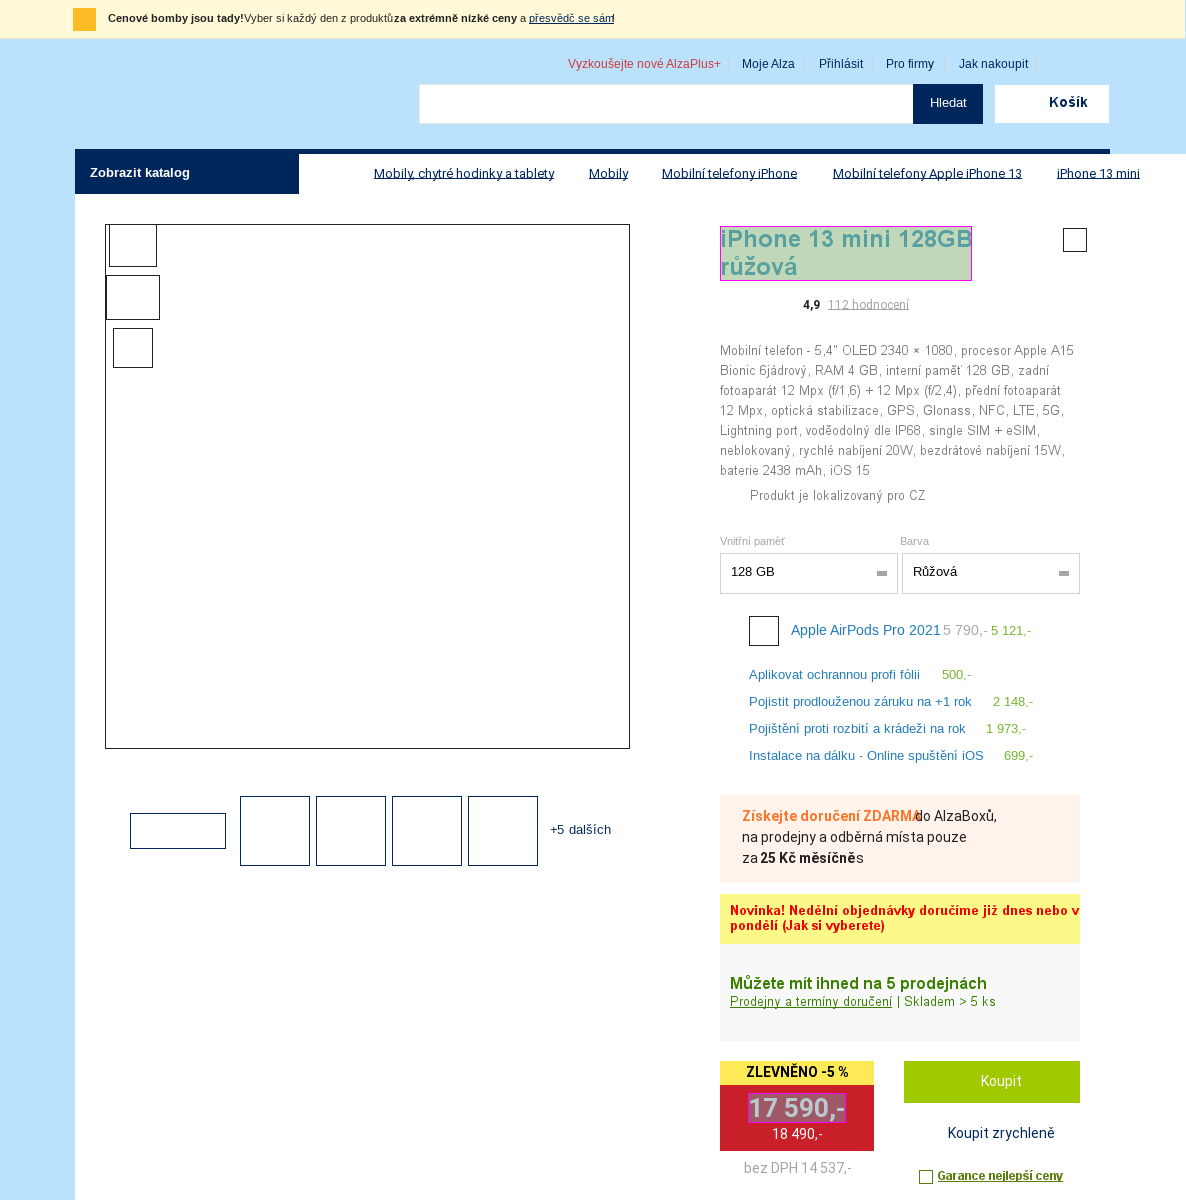 Cenové bomby jsou tady! Vyber si každý den z produktů za extrémně nízké ceny a přesvědč se sám!
Vyzkoušejte nové AlzaPlus+ Moje Alza Přihlásit Pro firmy Jak nakoupit
Hledat Košík
Zobrazit katalog Mobily, chytré hodinky a tablety Mobily Mobilní telefony iPhone Mobilní telefony Apple iPhone 13 iPhone 13 mini
iPhone 13 mini 128GB
růžová
4,9 112 hodnocení
Mobilní telefon - 5,4" OLED 2340 × 1080, procesor Apple A15
Bionic 6jádrový, RAM 4 GB, interní paměť 128 GB, zadní
fotoaparát 12 Mpx (f/1,6) + 12 Mpx (f/2,4), přední fotoaparát
12 Mpx, optická stabilizace, GPS, Glonass, NFC, LTE, 5G,
Lightning port, voděodolný dle IP68, single SIM + eSIM,
neblokovaný, rychlé nabíjení 20W, bezdrátové nabíjení 15W,
baterie 2438 mAh, iOS 15
Produkt je lokalizovaný pro CZ
Vnitřní paměť Barva
128 GB Růžová
Apple AirPods Pro 2021 5 790,- 5 121,-
Aplikovat ochrannou profi fólii 500,-
Pojistit prodlouženou záruku na +1 rok 2 148,-
Pojištění proti rozbití a krádeži na rok 1 973,-
Instalace na dálku - Online spuštění iOS 699,-
+5 dalších
Získejte doručení ZDARMA do AlzaBoxů,
na prodejny a odběrná místa pouze
za 25 Kč měsíčně s
Novinka! Nedělní objednávky doručíme již dnes nebo v
pondělí (Jak si vyberete)
Můžete mít ihned na 5 prodejnách
Prodejny a termíny doručení | Skladem > 5 ks
ZLEVNĚNO -5 %
17 590,-
18 490,-
bez DPH 14 537,-
Koupit
Koupit zrychleně
Garance nejlepší ceny